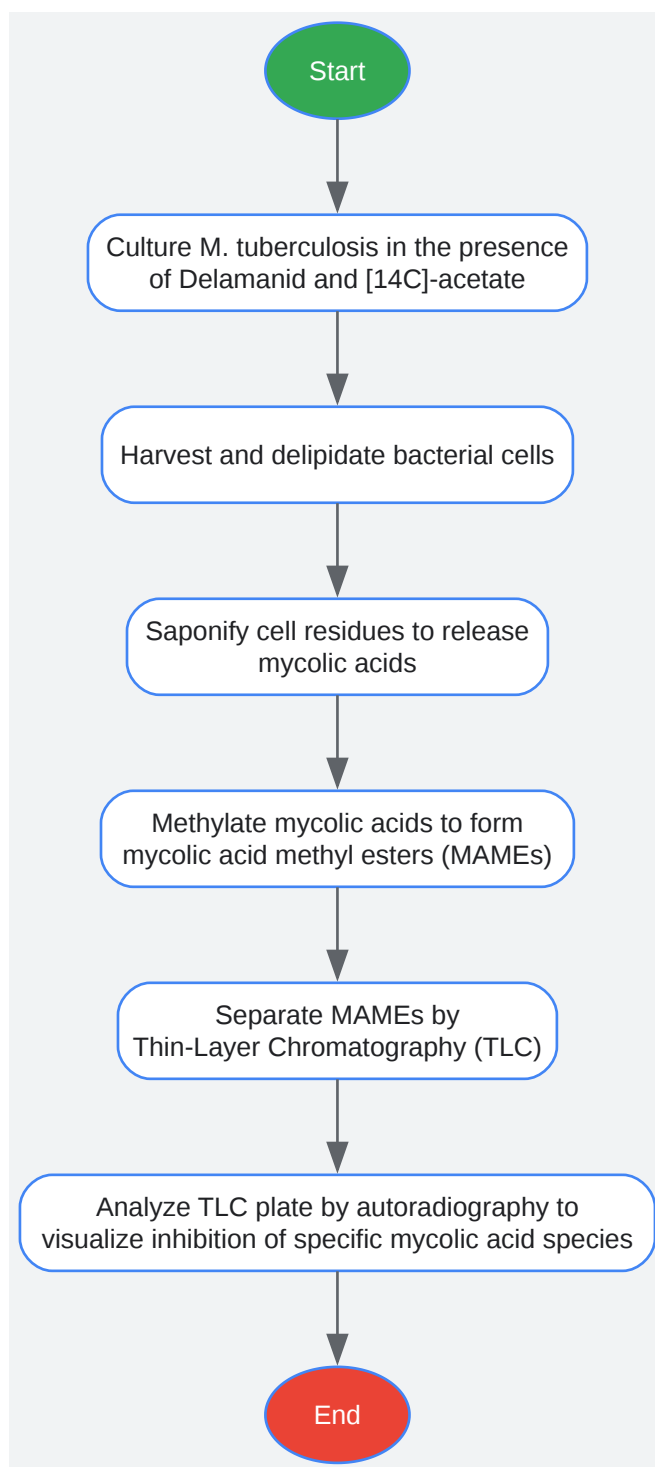 Start
Culture M. tuberculosis in the presence
of Delamanid and [14C]-acetate
Harvest and delipidate bacterial cells
Saponify cell residues to release
mycolic acids
Methylate mycolic acids to form
mycolic acid methyl esters (MAMEs)
Separate MAMEs by
Thin-Layer Chromatography (TLC)
Analyze TLC plate by autoradiography to
visualize inhibition of specific mycolic acid species
End